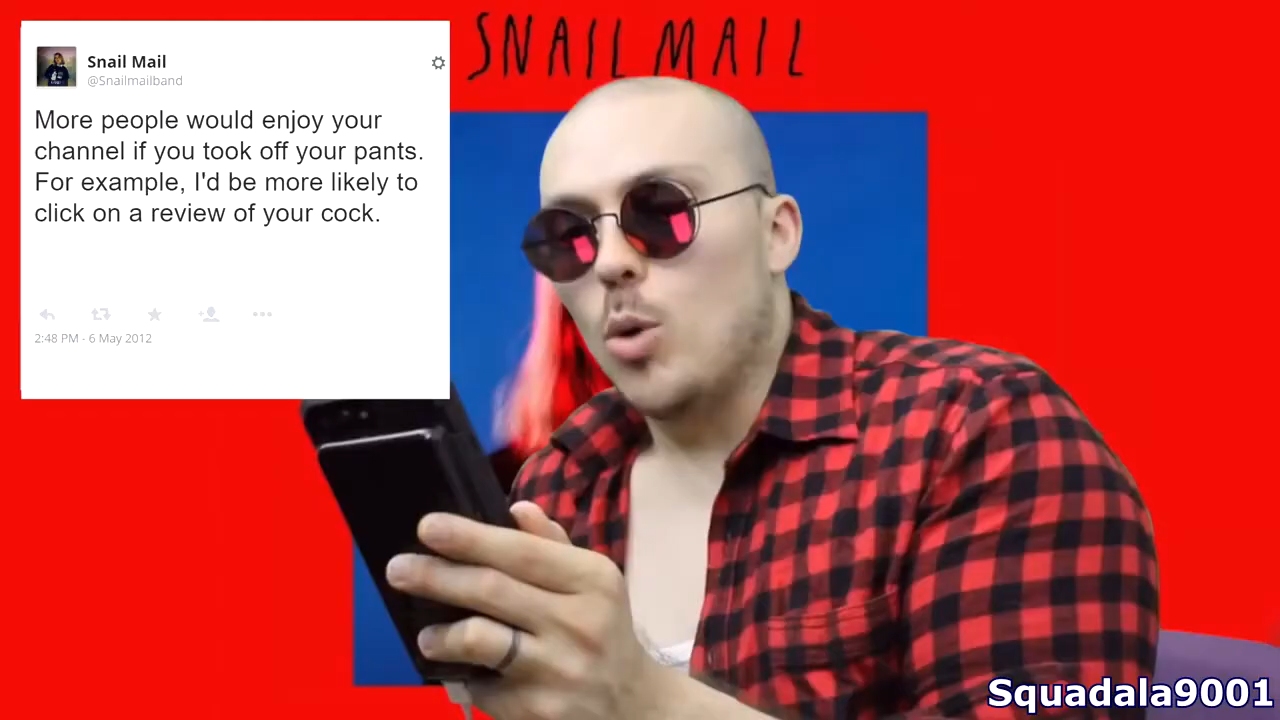 SNAIL MAIL
Snail Mail
@Snailmailband
More people would enjoy your
channel if you took off your pants.
For example, I'd be more likely to
click on a review of your cock.
2:48 PM - 6 May 2012
Squadala9001